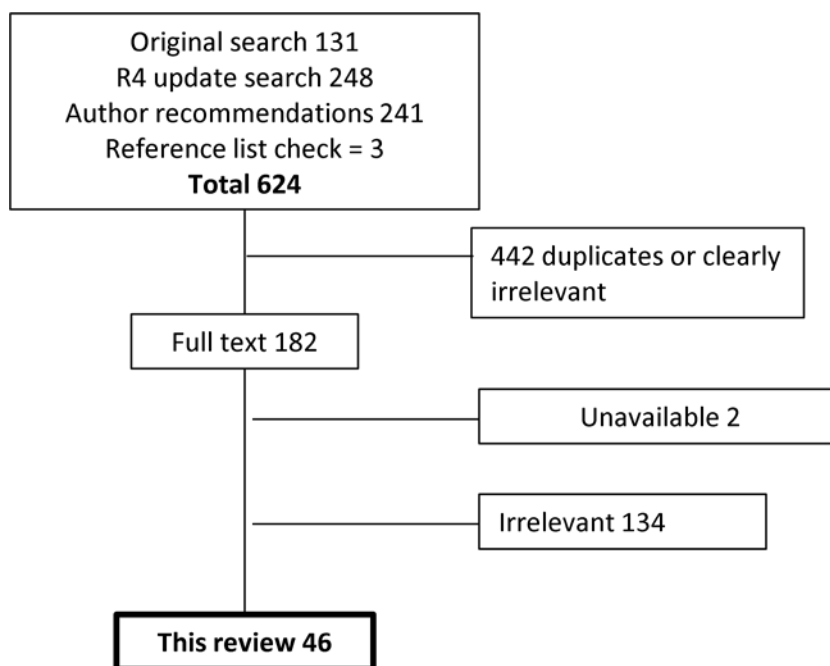 Original search 131
R4 update search 248
Author recommendations 241
Reference list check = 3
Total 624
442 duplicates or clearly
irrelevant
Full text 182
Unavailable 2
Irrelevant 134
This review 46